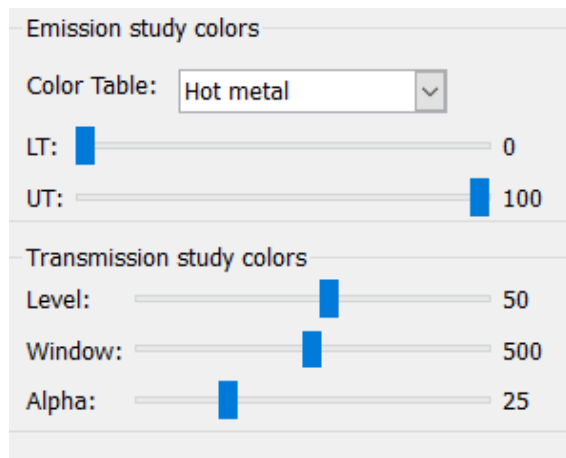 Emission study colors
Color Table: Hot metal
LT: 0
UT: 100
Transmission study colors
Level: 50
Window: 500
Alpha: 25